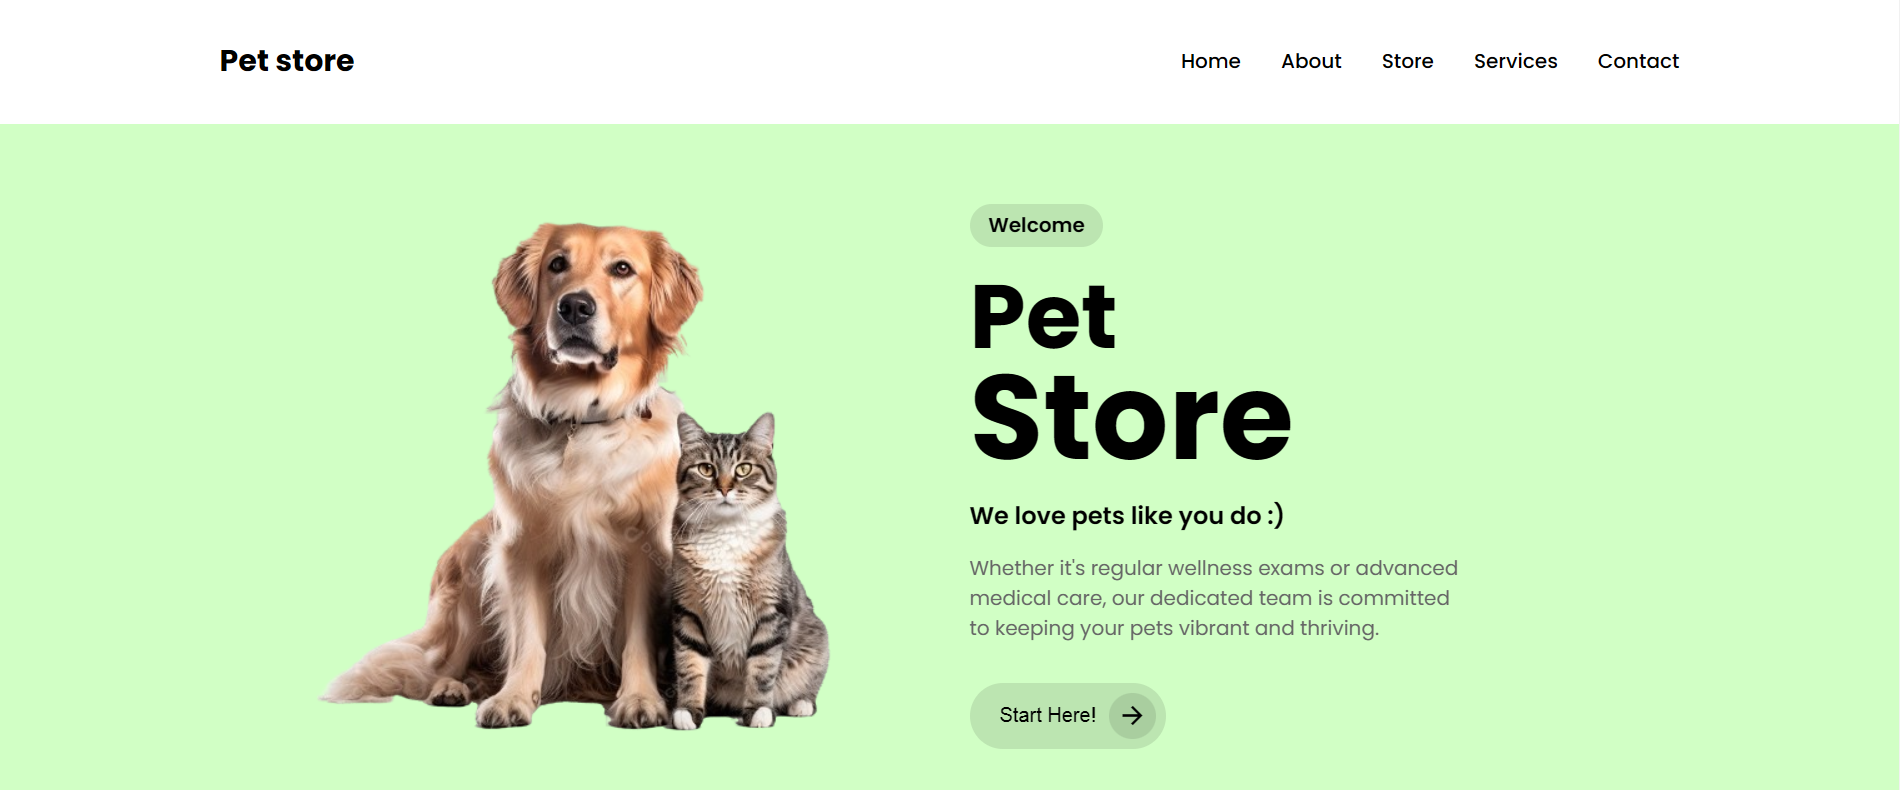 Pet store
Home About Store Services Contact
Welcome
Pet
Store
We love pets like you do :)
Whether it's regular wellness exams or advanced
medical care, our dedicated team is committed
to keeping your pets vibrant and thriving.
Start Here!